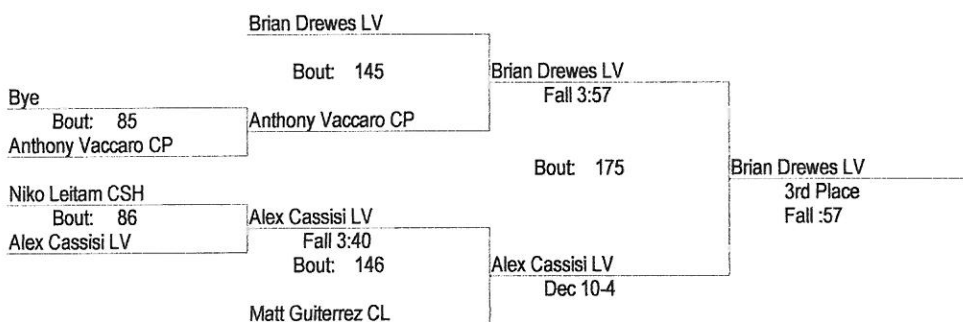 Brian Drewes LV
Bout: 145
Brian Drewes LV
Fall 3:57
Bye
Bout: 85
Anthony Vaccaro CP
Anthony Vaccaro CP
Bout: 175
Brian Drewes LV
3rd Place
Fall :57
Niko Leitam CSH
Bout: 86
Alex Cassisi LV
Alex Cassisi LV
Fall 3:40
Bout: 146
Alex Cassisi LV
Dec 10-4
Matt Guiterrez CL